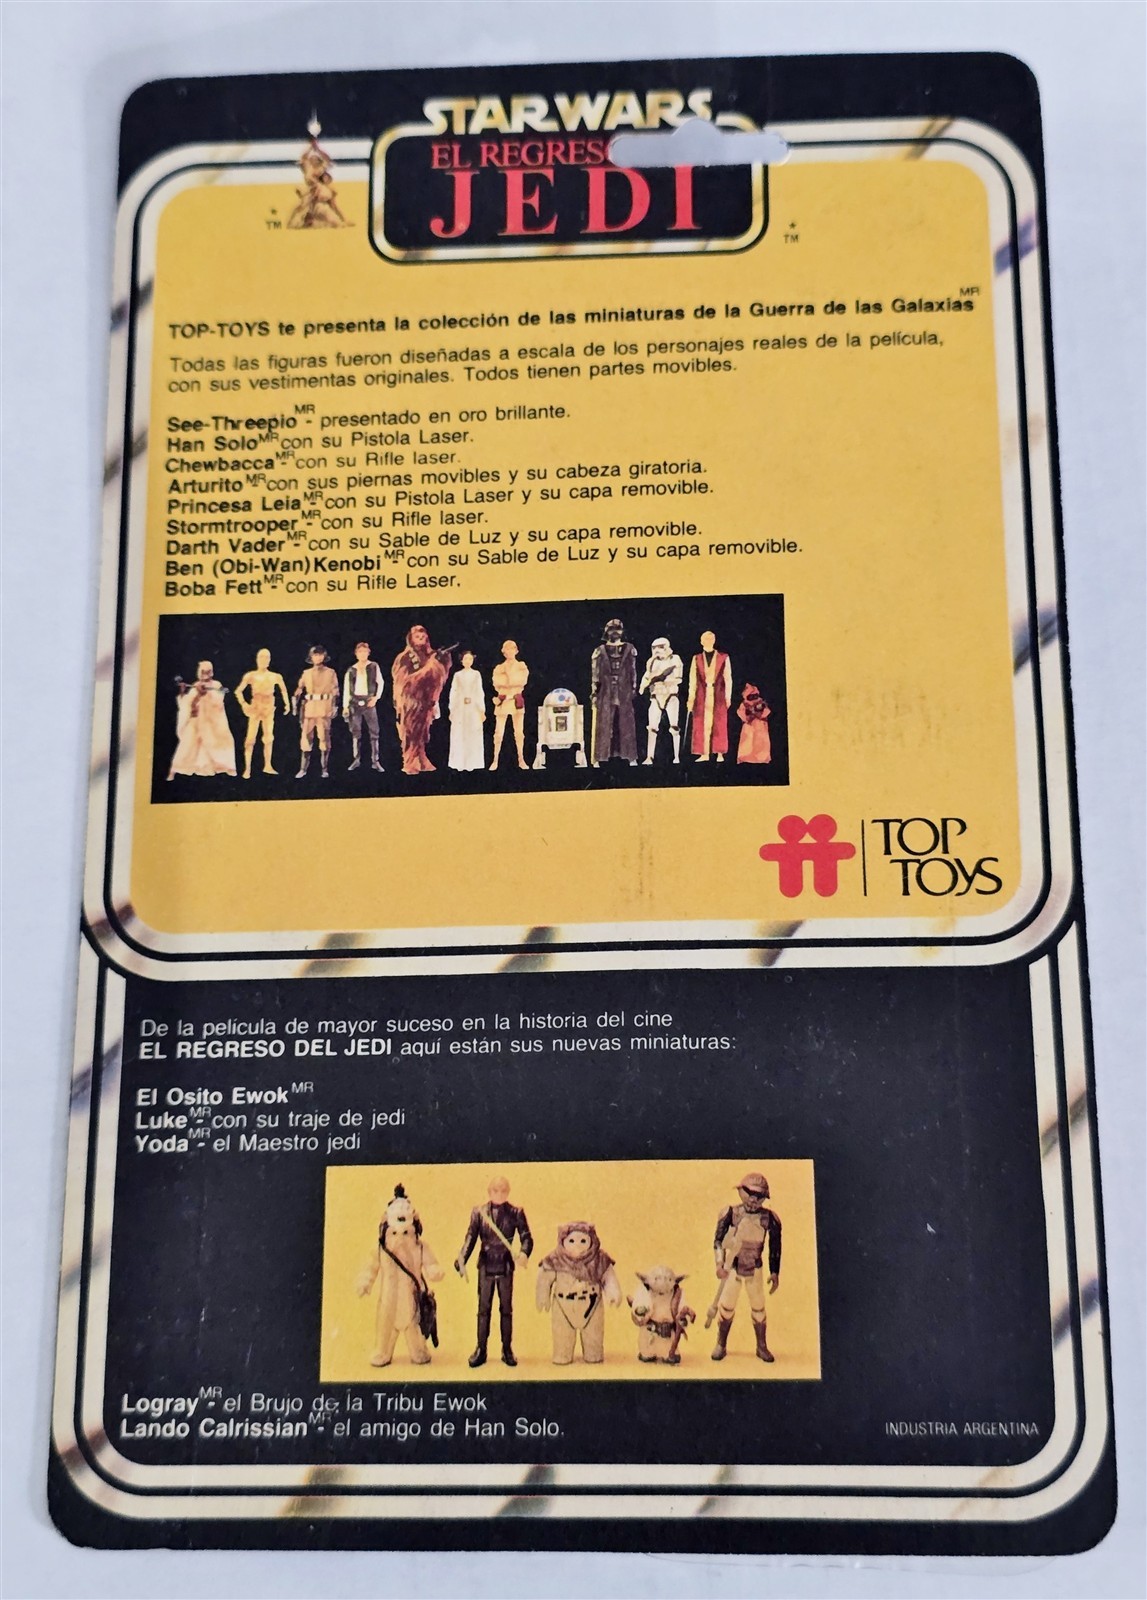 STAR WARS
EL REGRES
JEDI
TM
TM
TOP-TOYS te presenta la colección de las miniaturas de la Guerra de las Galaxias MR
Todas las figuras fueron diseñadas a escala de los personajes reales de la película,
con sus vestimentas originales. Todos tienen partes movibles.
See-Threepio MR - presentado en oro brillante.
Han Solo MR con su Pistola Laser.
Chewbacca MR - con su Rifle laser.
Arturito MR con sus piernas movibles y su cabeza giratoria.
Princesa Leia MR - con su Pistola Laser y su capa removible.
Stormtrooper MR - con su Rifle laser.
Darth Vader MR - con su Sable de Luz y su capa removible.
Ben (Obi-Wan) Kenobi MR - con su Sable de Luz y su capa removible.
Boba Fett MR - con su Rifle Laser.
TOP
TOYS
De la película de mayor suceso en la historia del cine
EL REGRESO DEL JEDI aquí están sus nuevas miniaturas:
El Osito Ewok MR
Luke MR - con su traje de jedi
Yoda MR - el Maestro jedi
Logray MR - el Brujo de la Tribu Ewok
Lando Calrissian MR - el amigo de Han Solo.
INDUSTRIA ARGENTINA